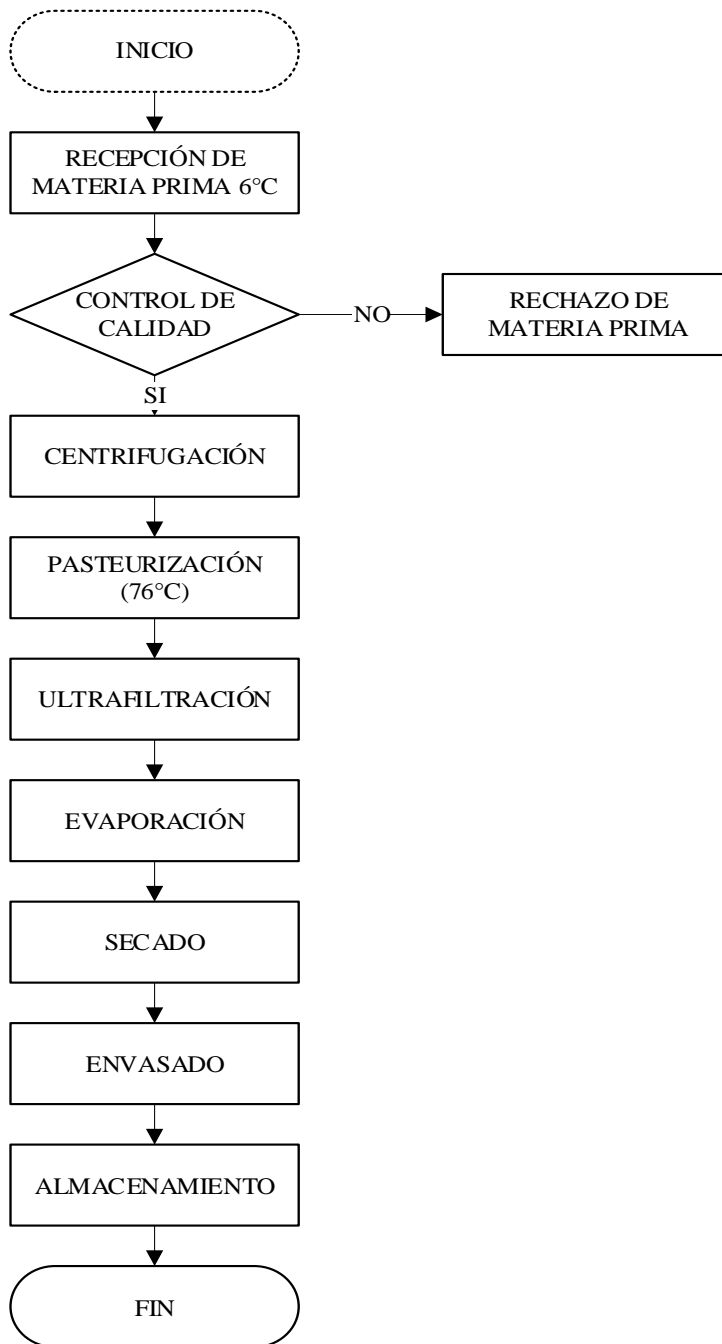 INICIO
RECEPCIÓN DE
MATERIA PRIMA 6°C
CONTROL DE
CALIDAD
NO
RECHAZO DE
MATERIA PRIMA
SI
CENTRIFUGACIÓN
PASTEURIZACIÓN
(76°C)
ULTRAFILTRACIÓN
EVAPORACIÓN
SECADO
ENVASADO
ALMACENAMIENTO
FIN